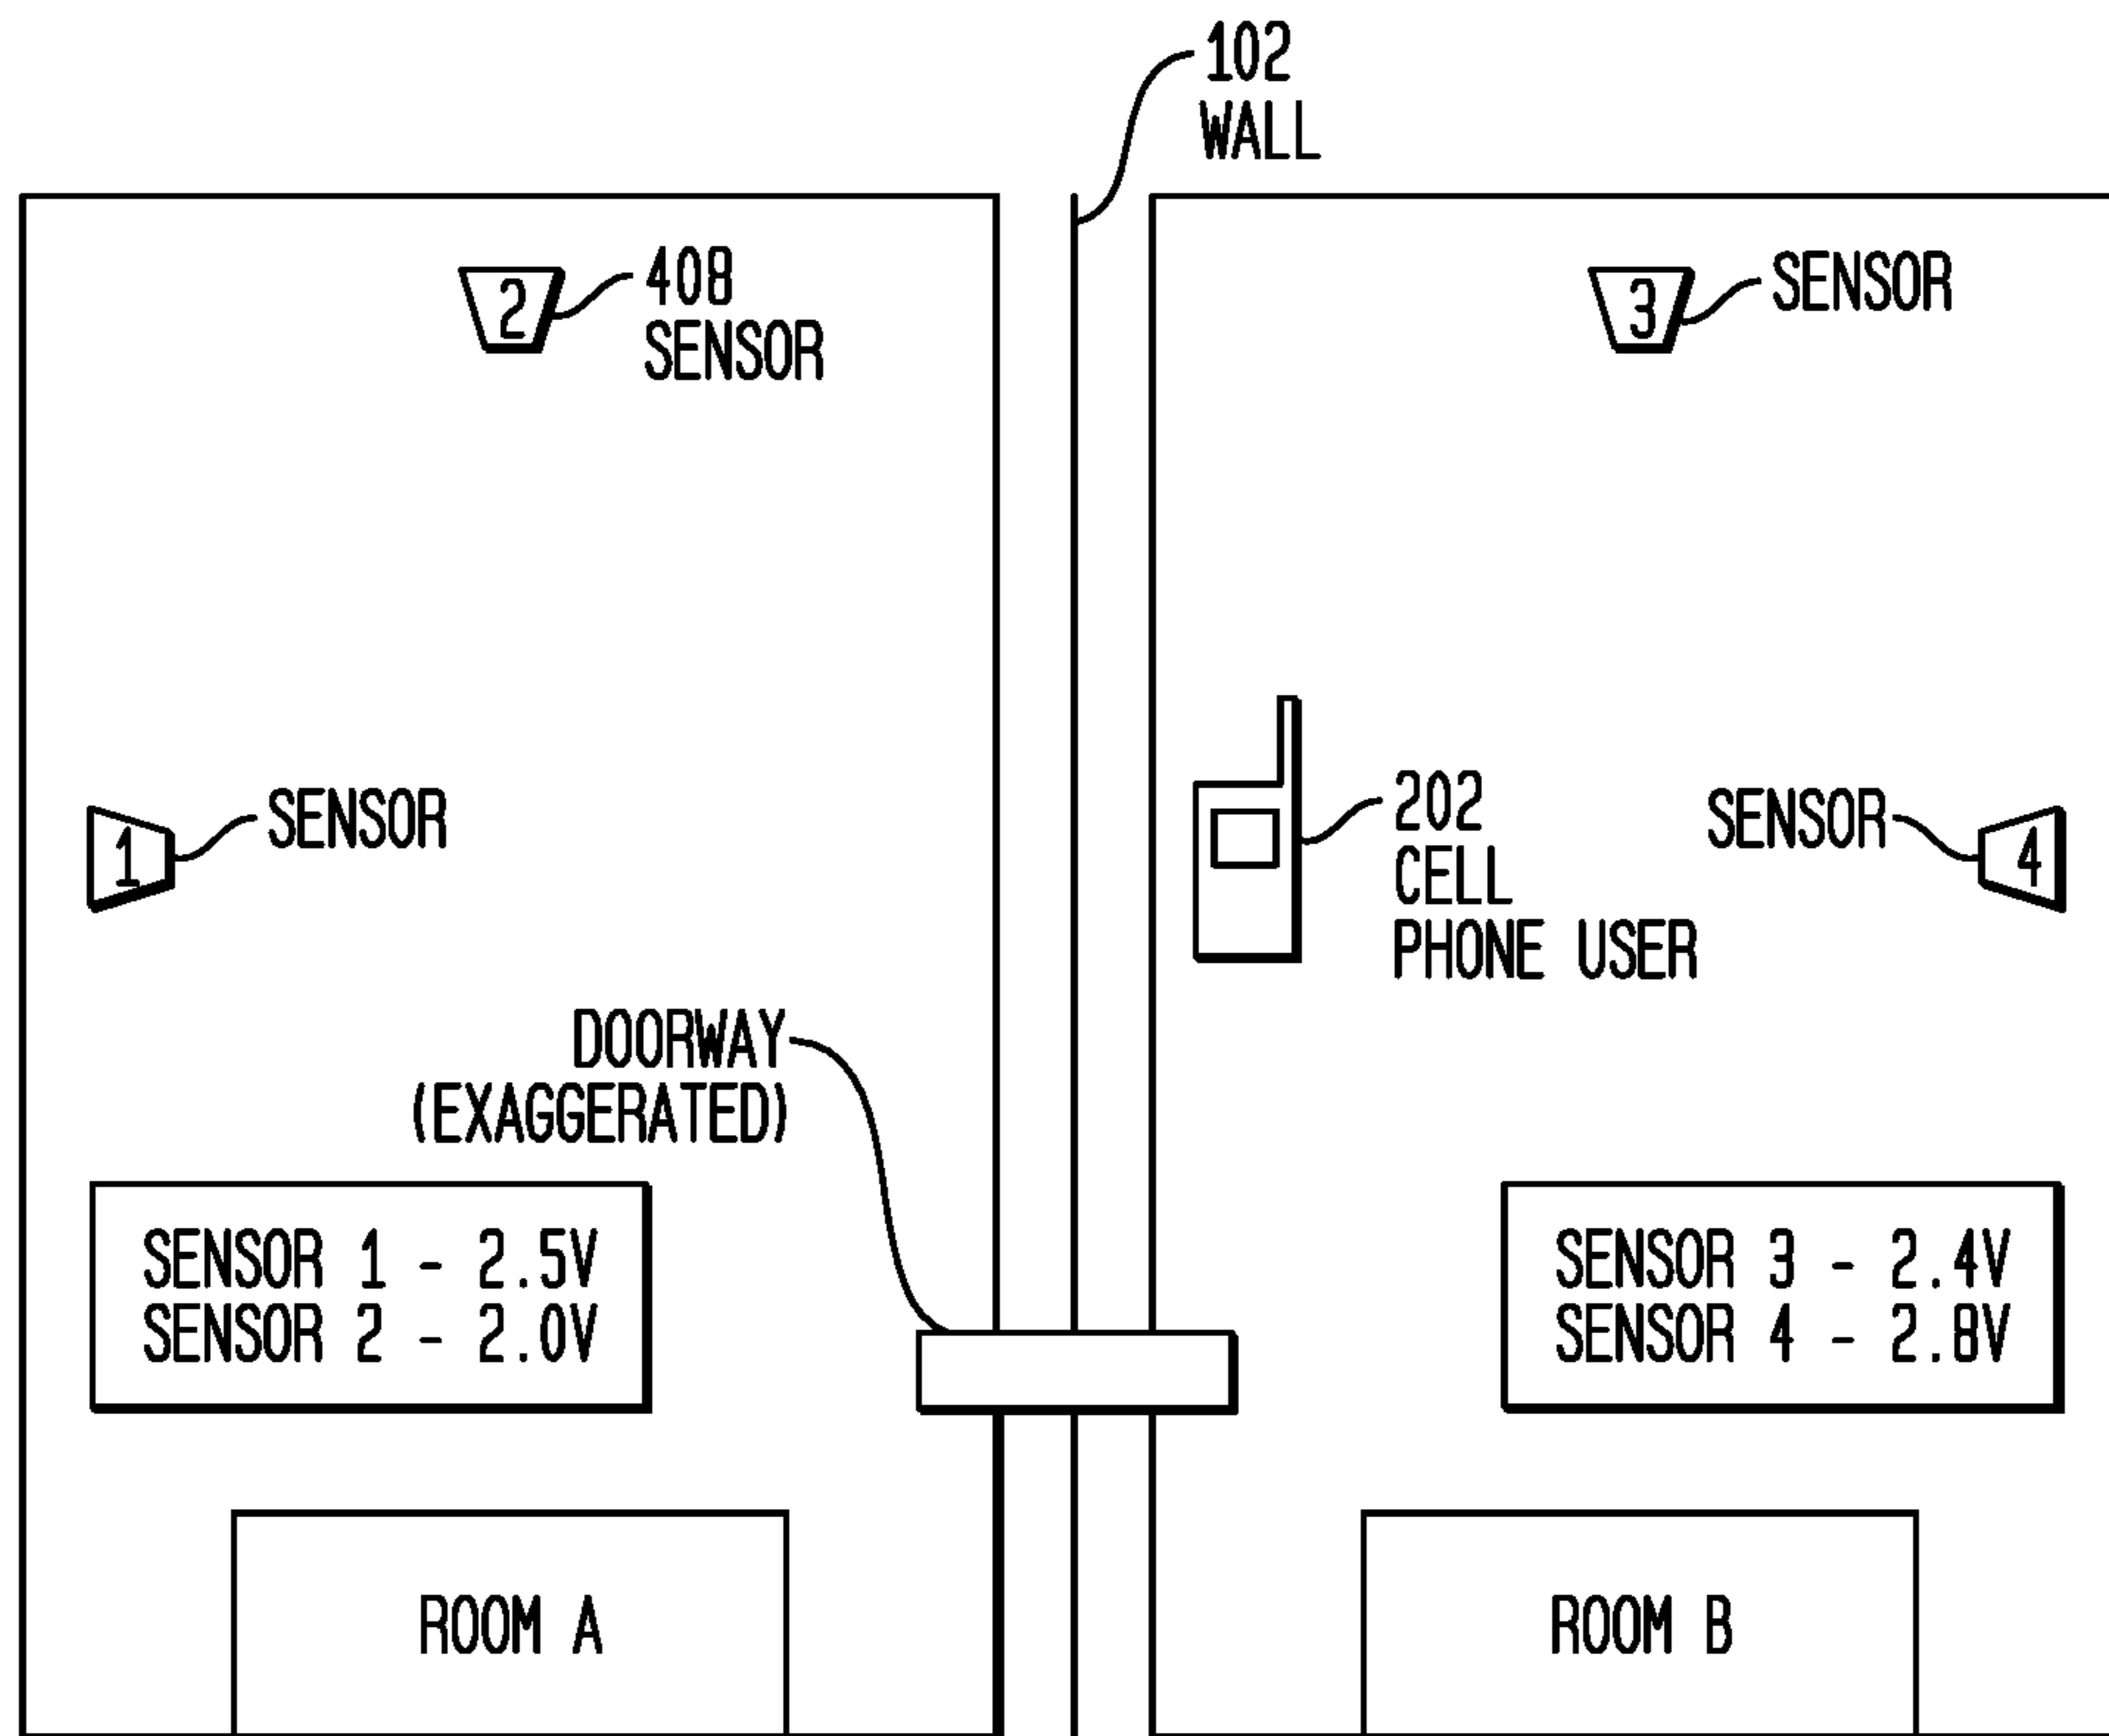 102
WALL
2
408
SENSOR
3
SENSOR
1
SENSOR
202
CELL
PHONE USER
SENSOR
4
DOORWAY
(EXAGGERATED)
SENSOR 1 - 2.5V
SENSOR 2 - 2.0V
SENSOR 3 - 2.4V
SENSOR 4 - 2.8V
ROOM A
ROOM B